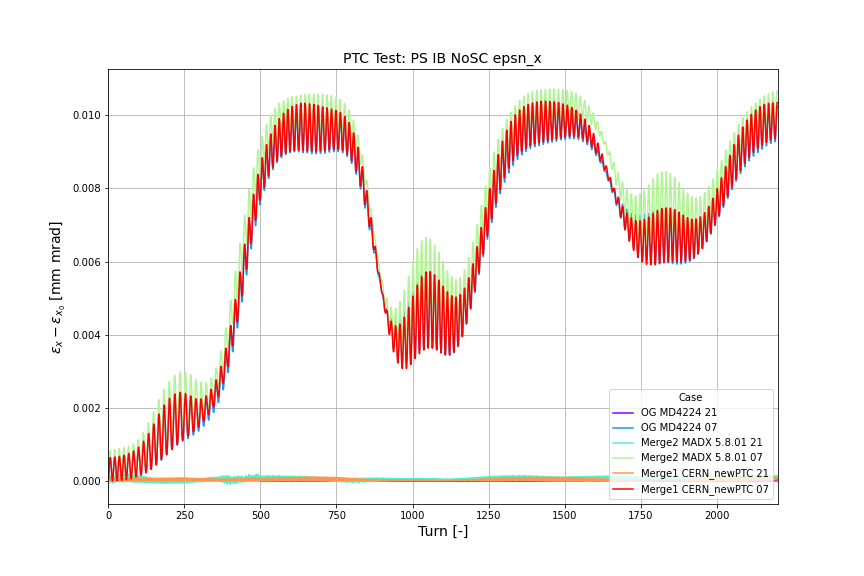 PTC Test: PS IB NoSC epsn_x
0.010
0.008
0.006
0.004
0.002
0.000
εx − εx0 [mm mrad]
0 250 500 750 1000 1250 1500 1750 2000
Turn [-]
Case
OG MD4224 21
OG MD4224 07
Merge2 MADX 5.8.01 21
Merge2 MADX 5.8.01 07
Merge1 CERN_newPTC 21
Merge1 CERN_newPTC 07